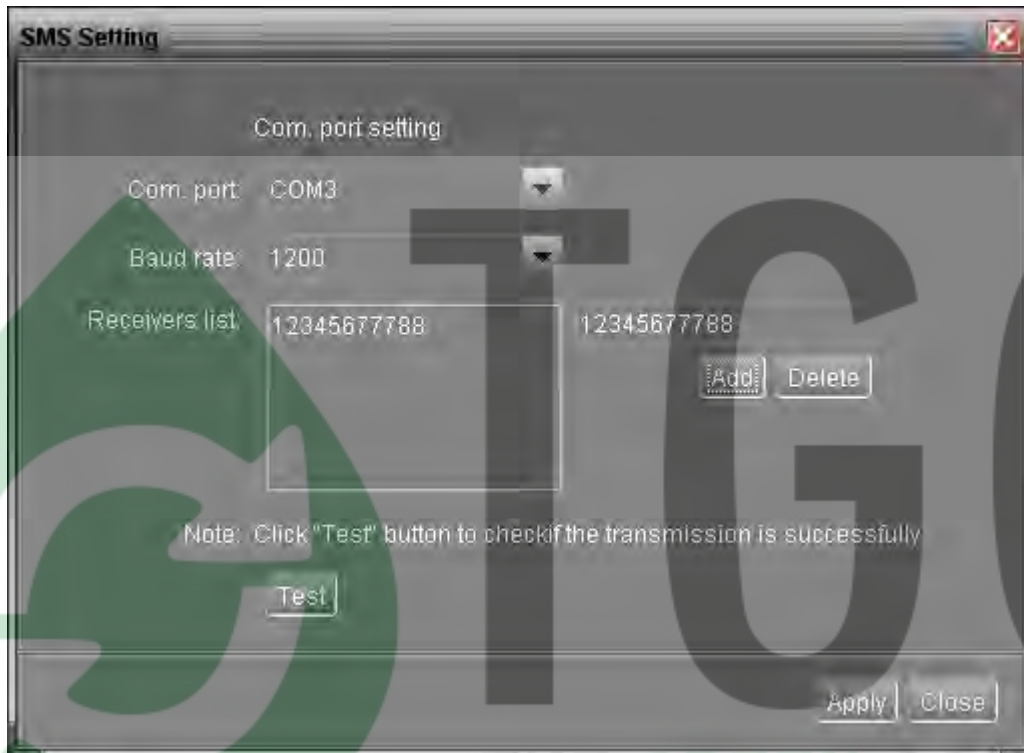 SMS Setting
Com. port setting
Com. port: COM3
Baud rate: 1200
Receivers list: 12345677788 12345677788
Add Delete
Note: Click "Test" button to checkif the transmission is successfully
Test
Apply Close